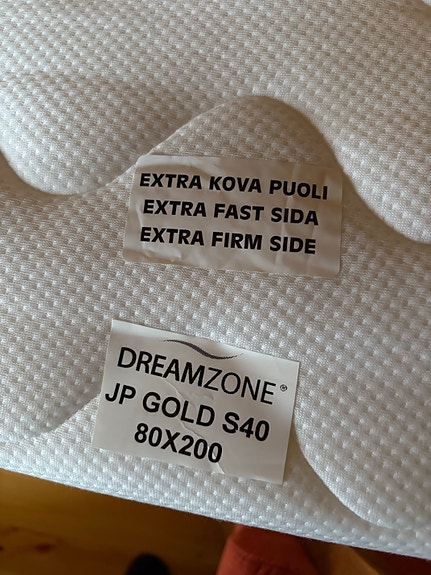 EXTRA KOVA PUOLI
EXTRA FAST SIDA
EXTRA FIRM SIDE
DREAMZONE®
JP GOLD S40
80X200